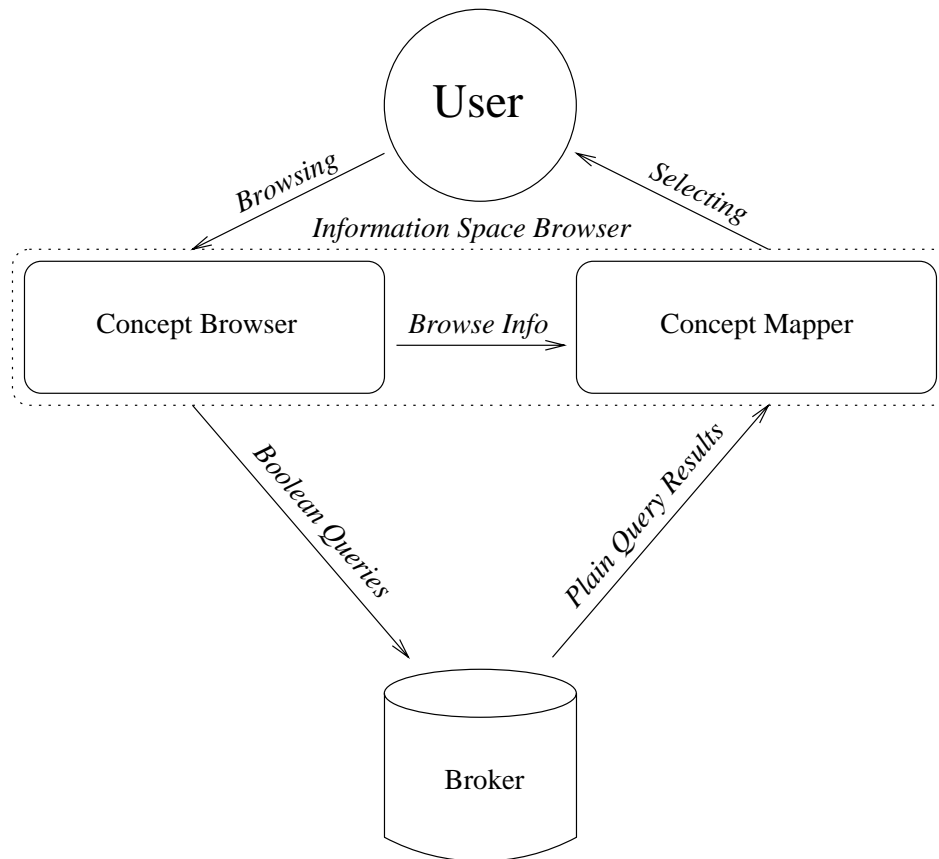 User
Browsing
Selecting
Information Space Browser
Concept Browser
Browse Info
Concept Mapper
Boolean Queries
Plain Query Results
Broker